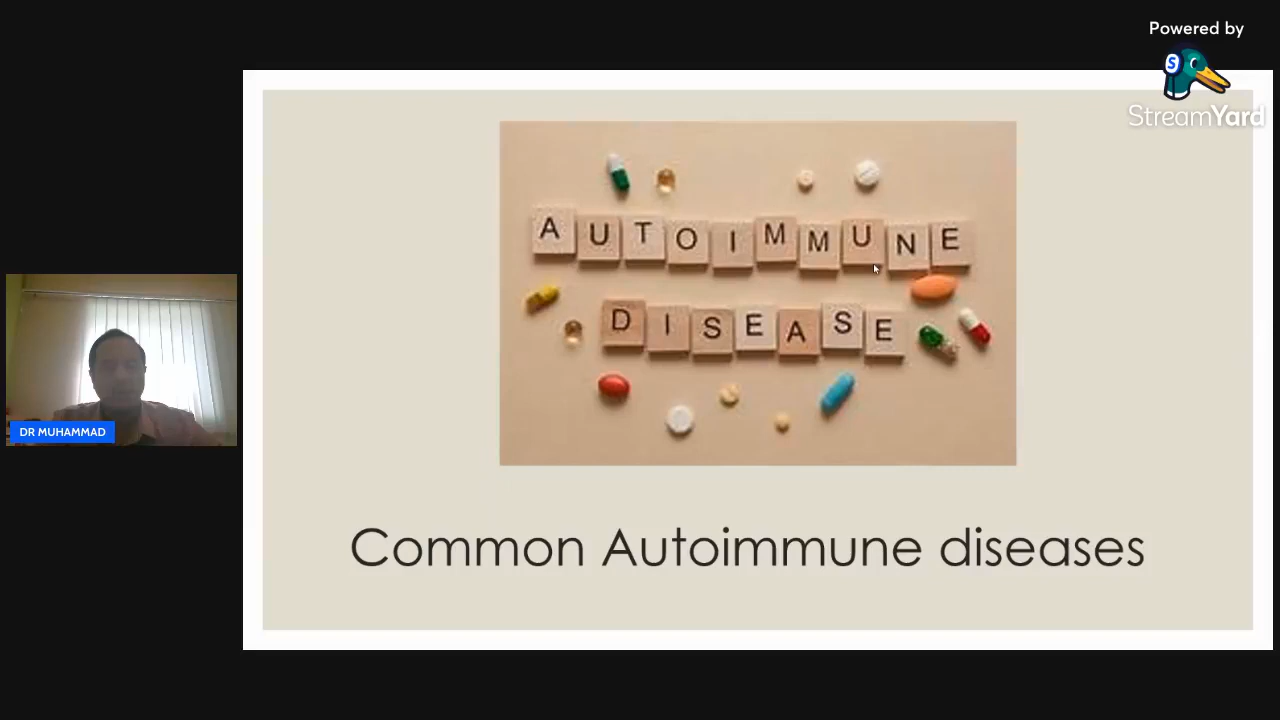 Powered by
StreamYard
AUTOIMMUNE
DISEASE
DR MUHAMMAD
Common Autoimmune diseases